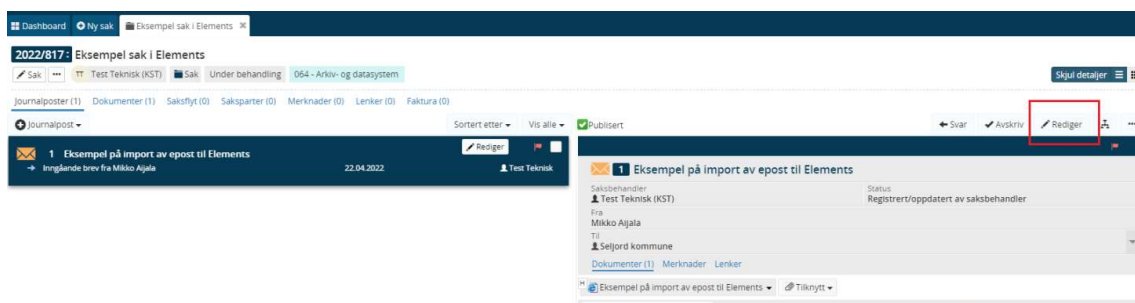 Dashboard Ny sak Eksempel sak i Elements
2022/817: Eksempel sak i Elements
Sak TT Test Teknisk (KST) Sak Under behandling 064 - Arkiv- og datasystem
Skjul detaljer
Journalposter (1) Dokumenter (1) Saksflyt (0) Saksparter (0) Merknader (0) Lenker (0) Faktura (0)
Journalpost Sortert etter Vis alle
Publisert Svar Avskriv Rediger
1 Eksempel på import av epost til Elements Rediger
Inngående brev fra Mikko Aijala 22.04.2022 Test Teknisk
1 Eksempel på import av epost til Elements
Saksbehandler Status
Test Teknisk (KST) Registrert/oppdatert av saksbehandler
Fra
Mikko Aijala
Til
Seljord kommune
Dokumenter (1) Merknader Lenker
H Eksempel på import av epost til Elements Tilknytt